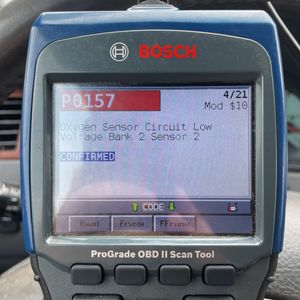 BOSCH
P0157
4/21
Mod $10
Oxygen Sensor Circuit Low
Voltage Bank 2 Sensor 2
CONFIRMED
CODE
Read Erase FFrame
ProGrade OBD II Scan Tool